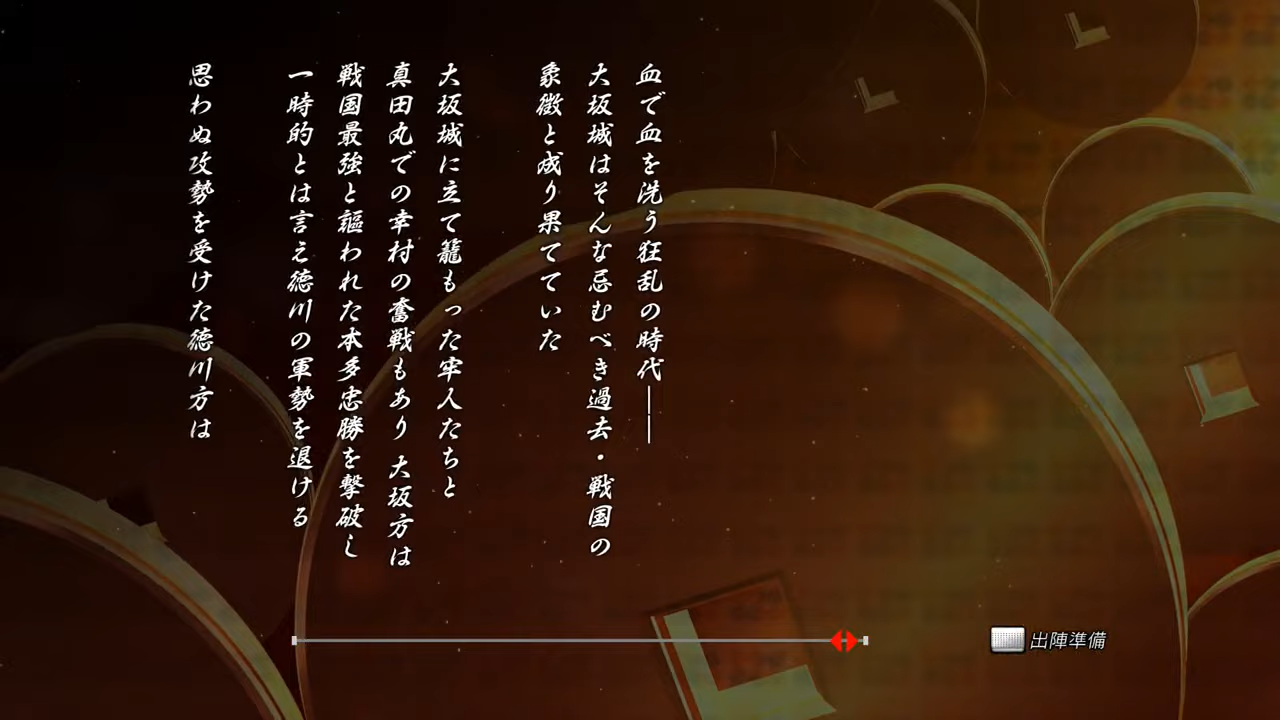 血で血を洗う狂乱の時代――
大坂城はそんな忌むべき過去・戦国の
象徴と成り果てていた
大坂城に立て籠もった牢人たちと
真田丸での幸村の奮戦もあり 大坂方は
戦国最強と謳われた本多忠勝を撃破し
一時的とは言え徳川の軍勢を退ける
思わぬ攻勢を受けた徳川方は
出陣準備